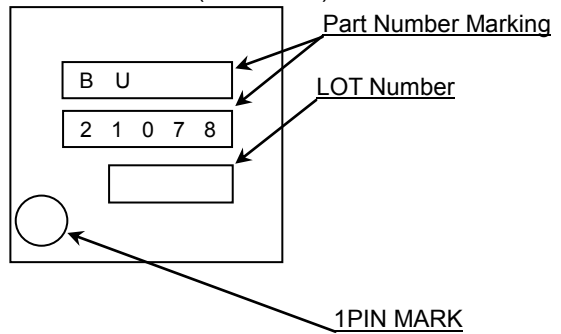 Part Number Marking
B U
LOT Number
2 1 0 7 8
1PIN MARK